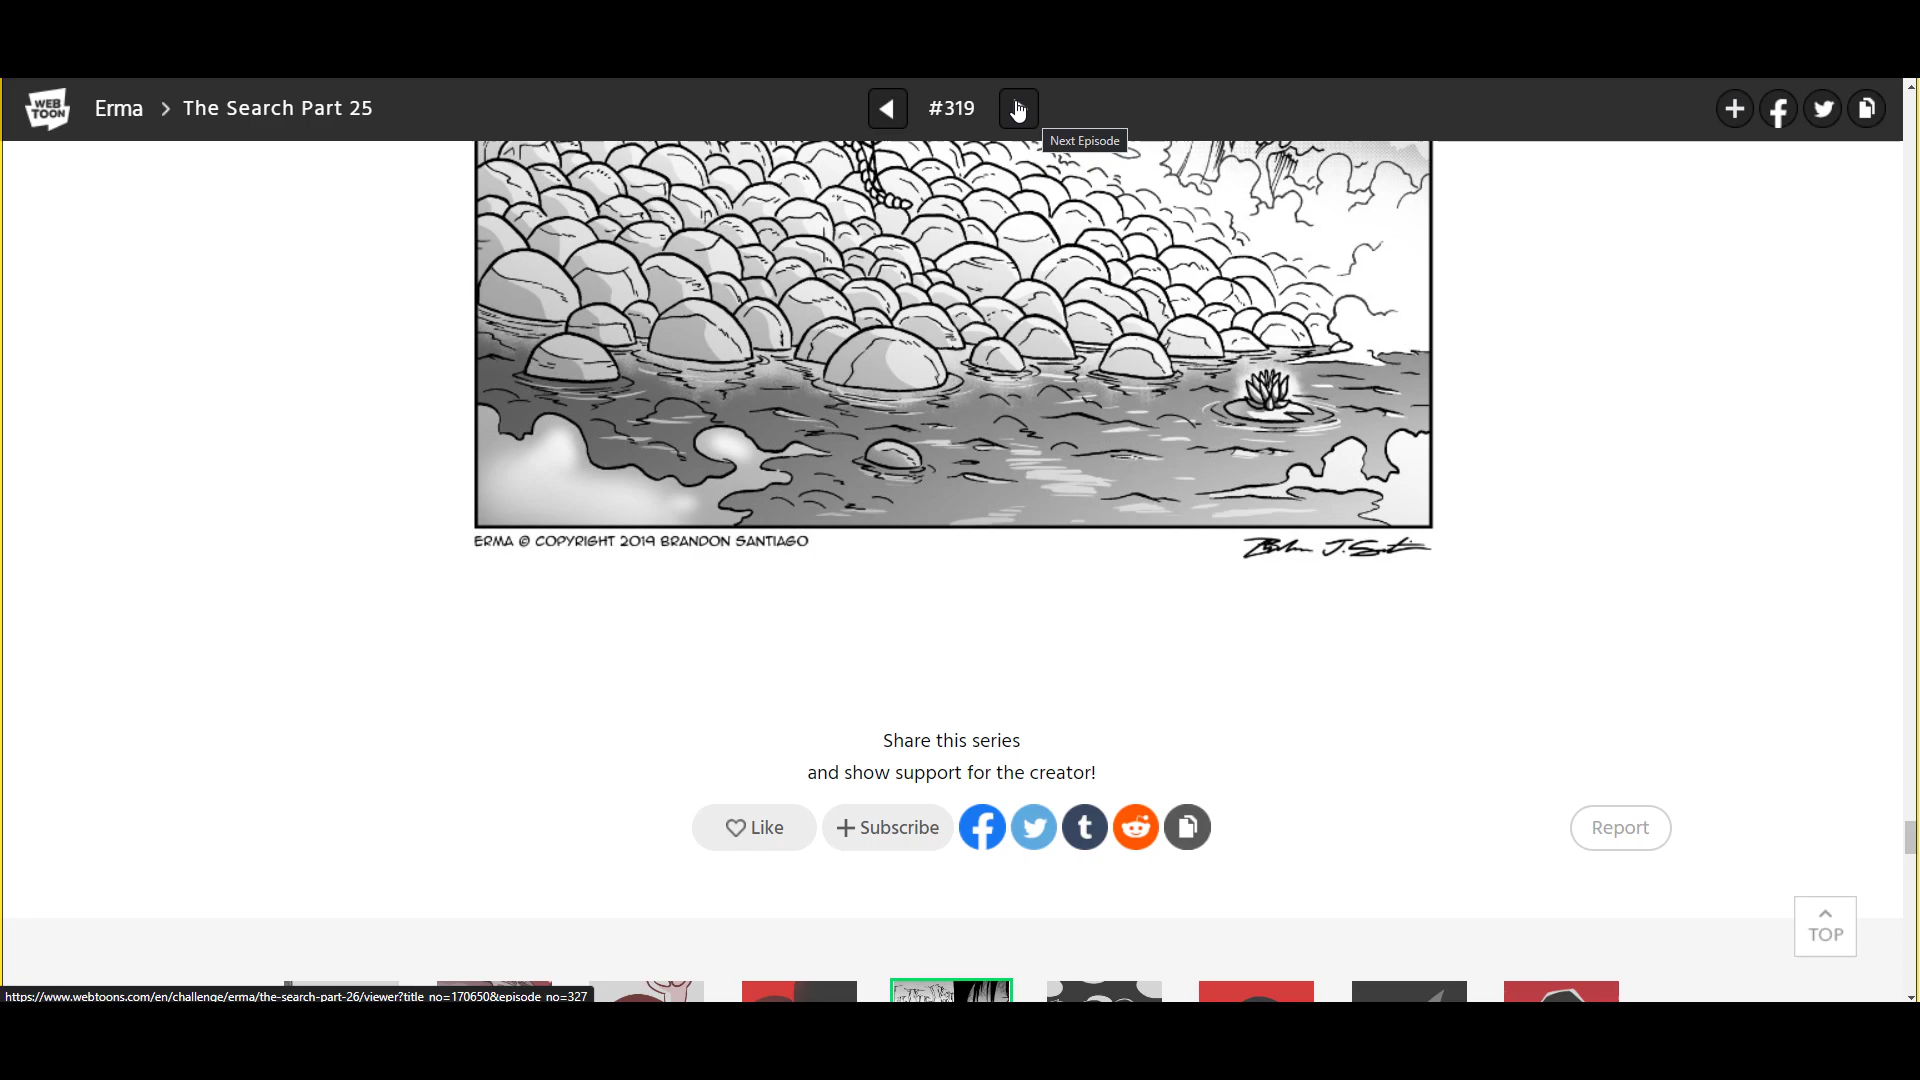 WEB
TOON
Erma > The Search Part 25
#319
Next Episode
ERMA © COPYRIGHT 2019 BRANDON SANTIAGO
Share this series
and show support for the creator!
Like
+ Subscribe
Report
TOP
https://www.webtoons.com/en/challenge/erma/the-search-part-26/viewer?title_no=170650&episode_no=327